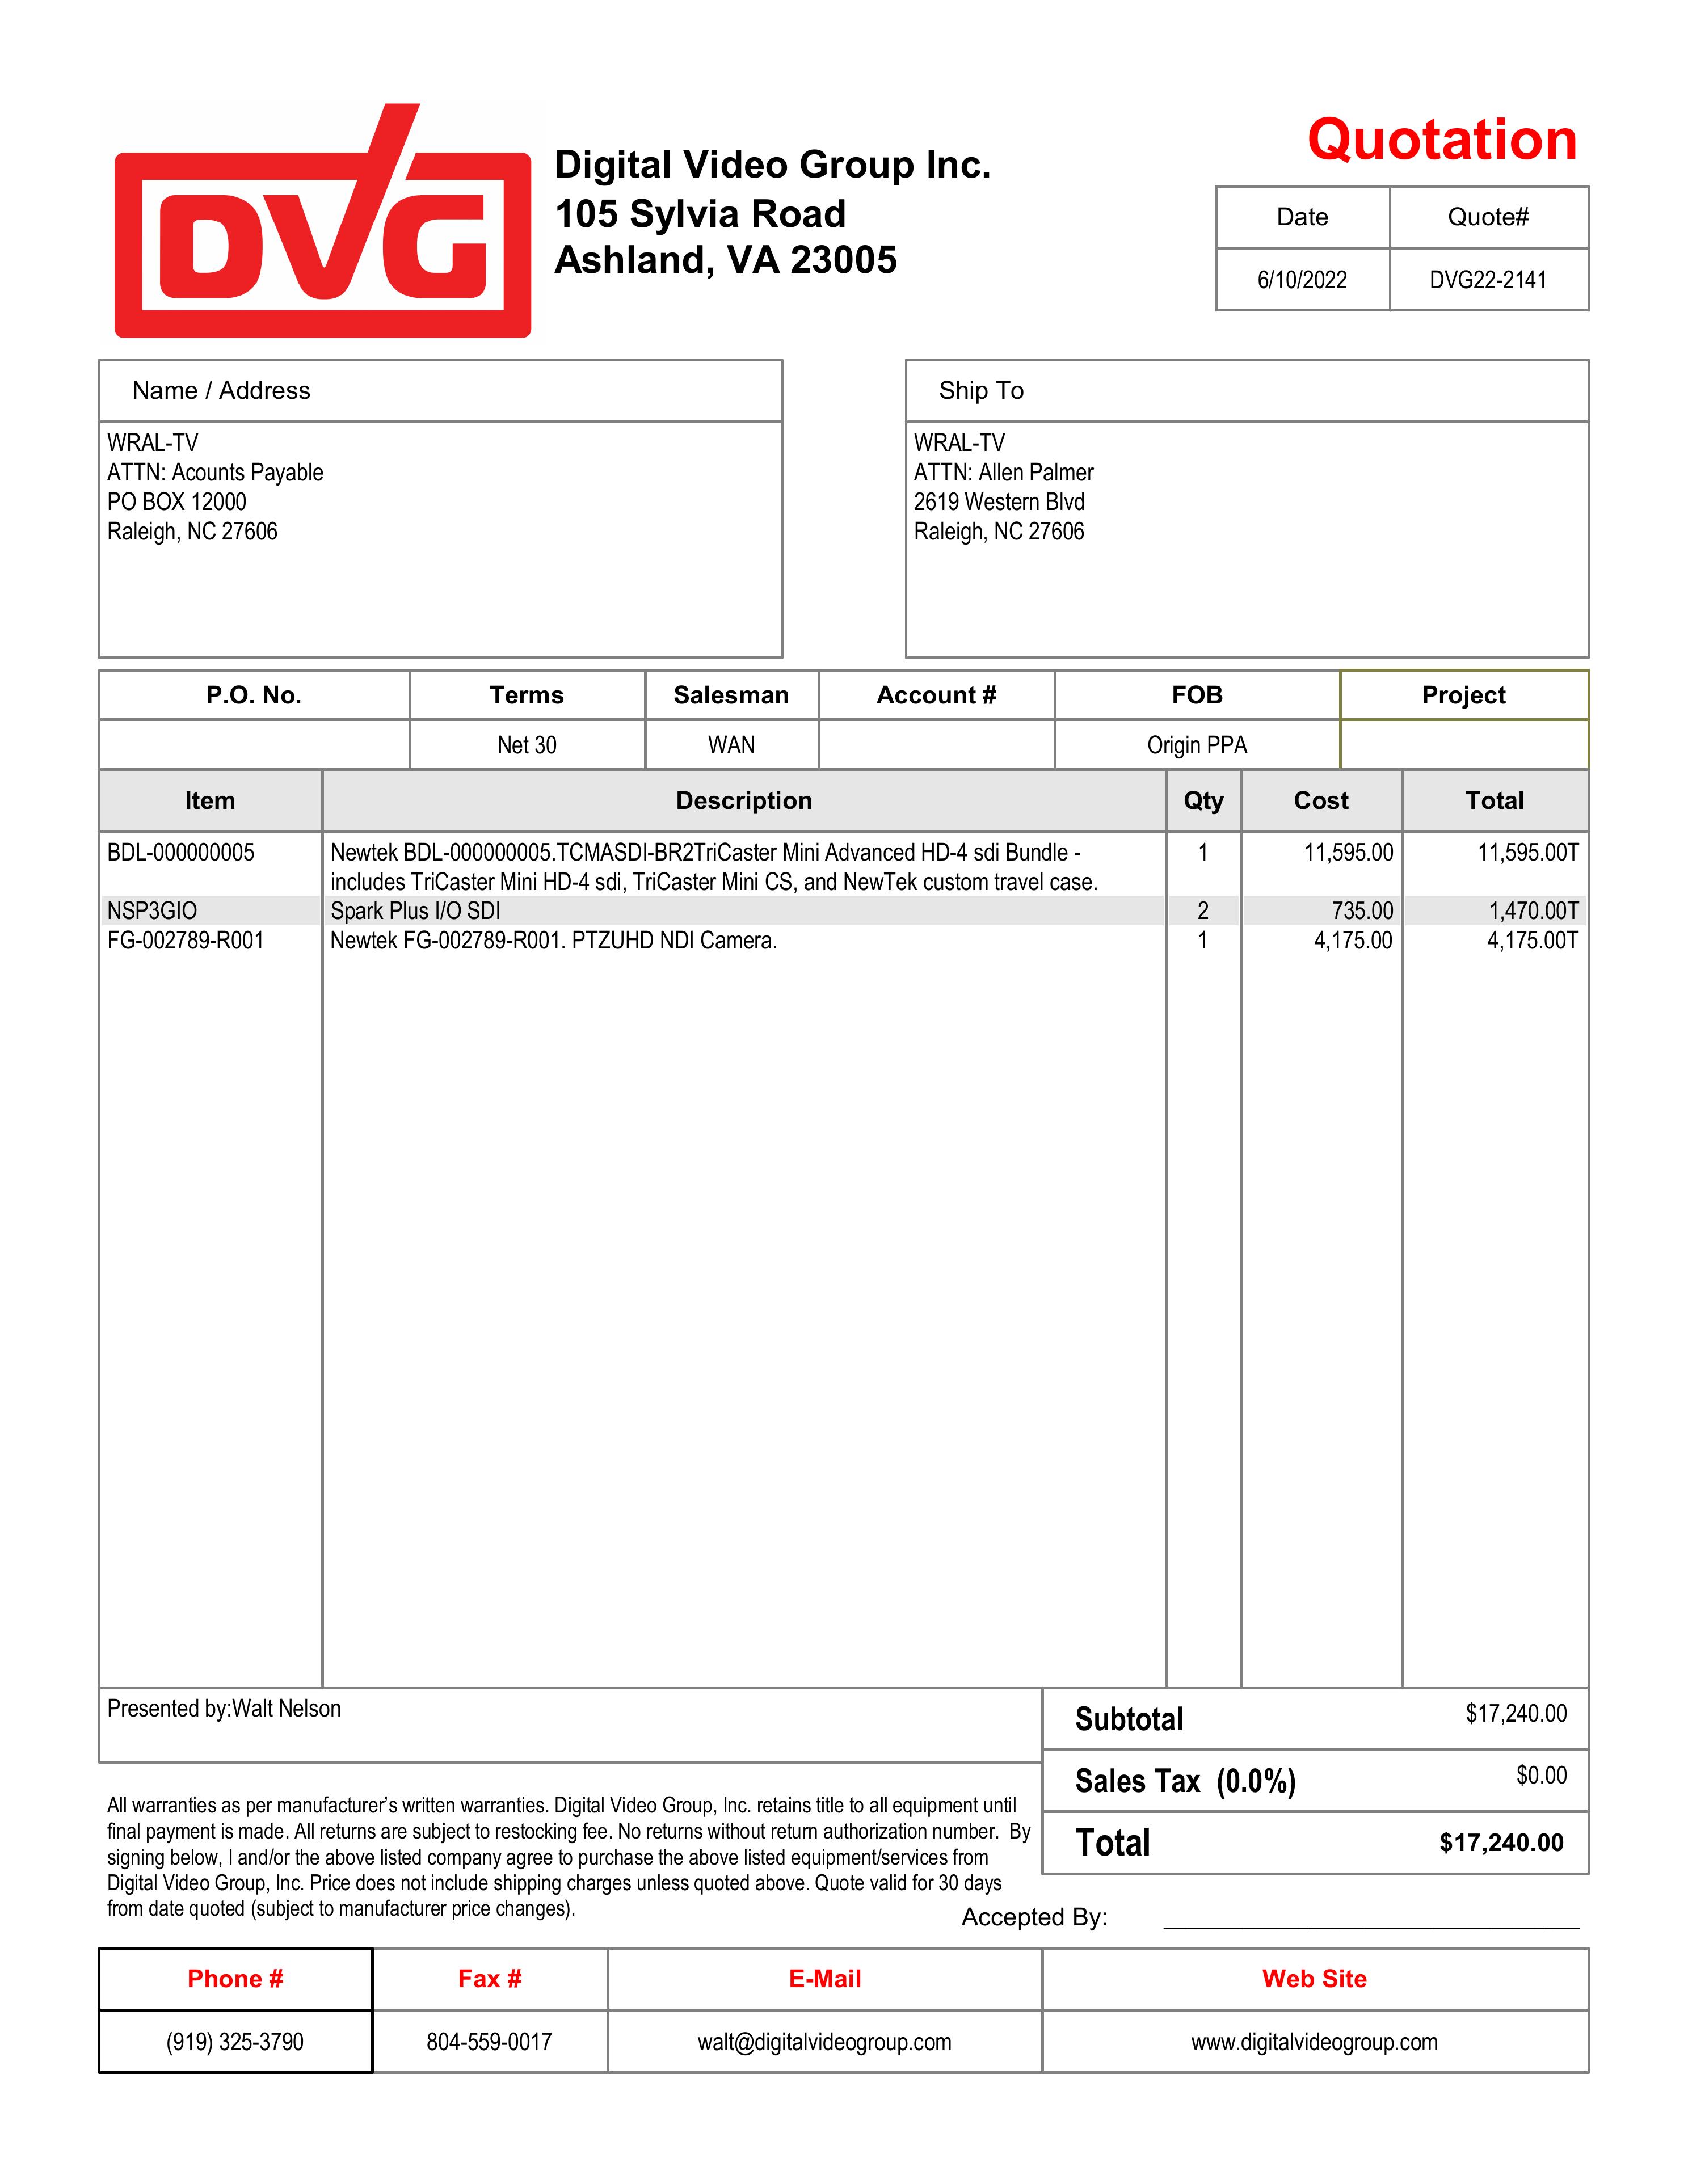 DVG
Digital Video Group Inc.
105 Sylvia Road
Ashland, VA 23005
Quotation
Date Quote#
6/10/2022 DVG22-2141
Name / Address
WRAL-TV
ATTN: Acounts Payable
PO BOX 12000
Raleigh, NC 27606
Ship To
WRAL-TV
ATTN: Allen Palmer
2619 Western Blvd
Raleigh, NC 27606
P.O. No. Terms Salesman Account # FOB Project
Net 30 WAN Origin PPA
Item Description Qty Cost Total
BDL-000000005 Newtek BDL-000000005.TCMASDI-BR2TriCaster Mini Advanced HD-4 sdi Bundle - 1 11,595.00 11,595.00T
includes TriCaster Mini HD-4 sdi, TriCaster Mini CS, and NewTek custom travel case.
NSP3GIO Spark Plus I/O SDI 2 735.00 1,470.00T
FG-002789-R001 Newtek FG-002789-R001. PTZUHD NDI Camera. 1 4,175.00 4,175.00T
Presented by:Walt Nelson
Subtotal $17,240.00
Sales Tax (0.0%) $0.00
Total $17,240.00
All warranties as per manufacturer’s written warranties. Digital Video Group, Inc. retains title to all equipment until
final payment is made. All returns are subject to restocking fee. No returns without return authorization number. By
signing below, I and/or the above listed company agree to purchase the above listed equipment/services from
Digital Video Group, Inc. Price does not include shipping charges unless quoted above. Quote valid for 30 days
from date quoted (subject to manufacturer price changes).
Accepted By:
Phone # Fax # E-Mail Web Site
(919) 325-3790 804-559-0017 walt@digitalvideogroup.com www.digitalvideogroup.com